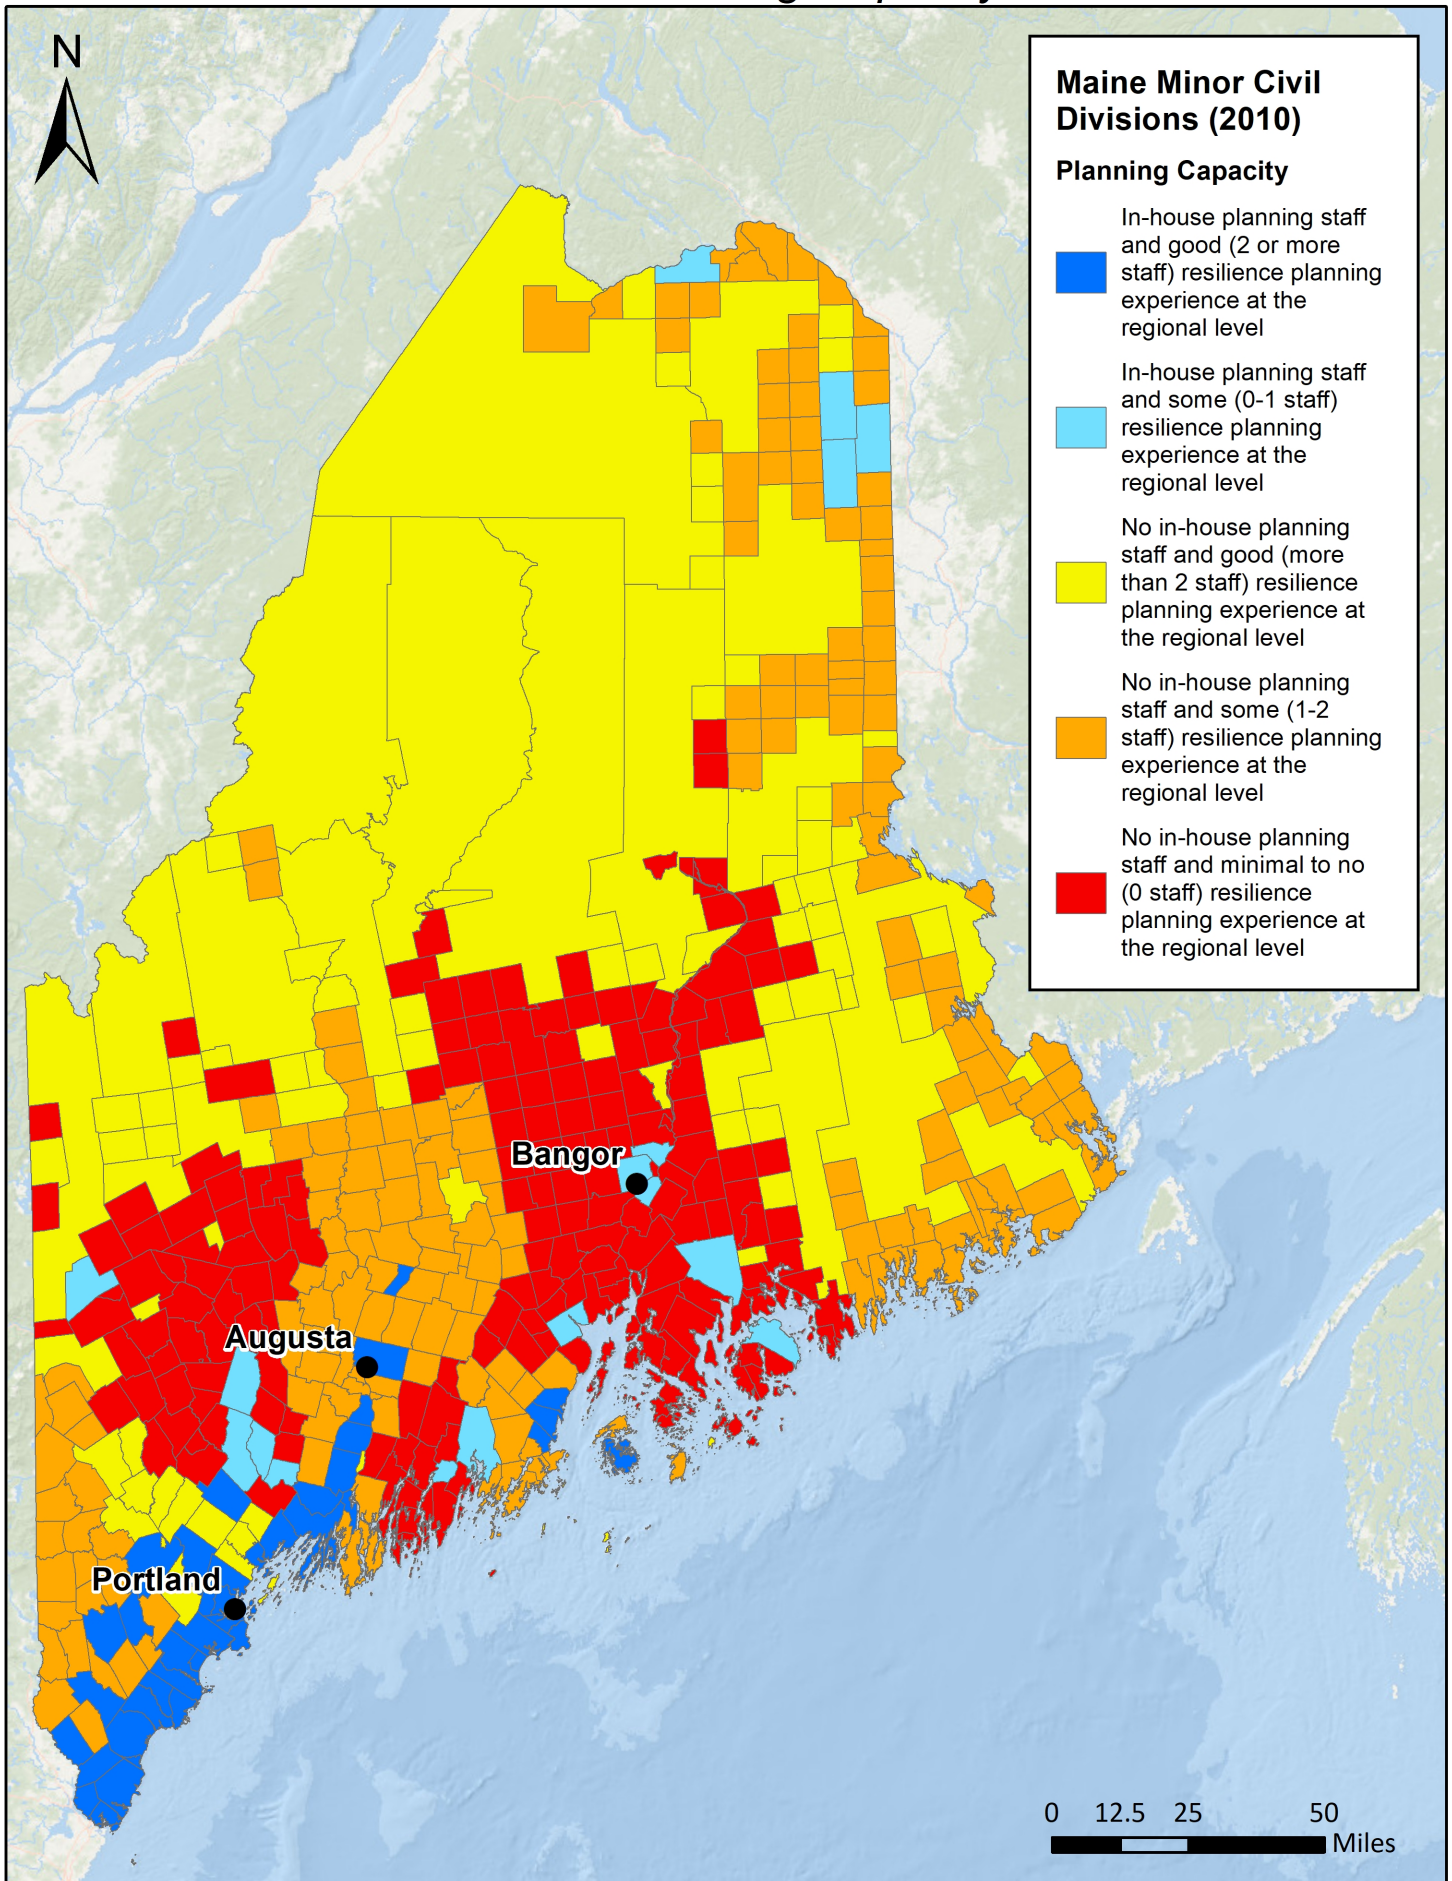 N
Maine Minor Civil
Divisions (2010)
Planning Capacity
In-house planning staff
and good (2 or more
staff) resilience planning
experience at the
regional level
In-house planning staff
and some (0-1 staff)
resilience planning
experience at the
regional level
No in-house planning
staff and good (more
than 2 staff) resilience
planning experience at
the regional level
No in-house planning
staff and some (1-2
staff) resilience planning
experience at the
regional level
No in-house planning
staff and minimal to no
(0 staff) resilience
planning experience at
the regional level
Bangor
Augusta
Portland
0 12.5 25 50
Miles